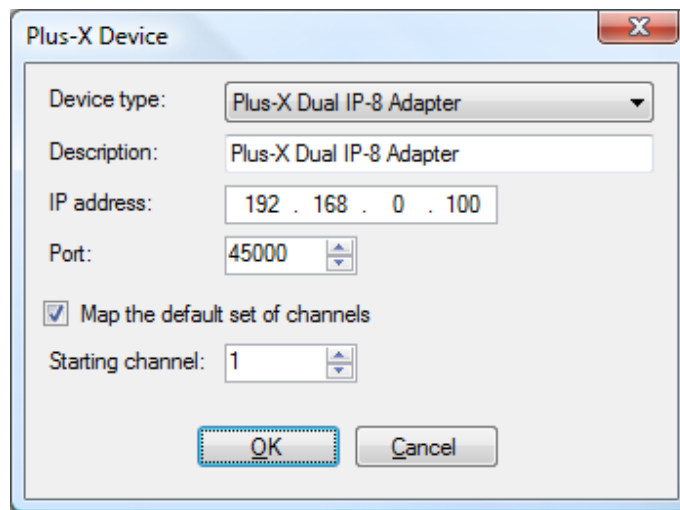 Plus-X Device
Device type: Plus-X Dual IP-8 Adapter
Description: Plus-X Dual IP-8 Adapter
IP address: 192 . 168 . 0 . 100
Port: 45000
Map the default set of channels
Starting channel: 1
OK Cancel